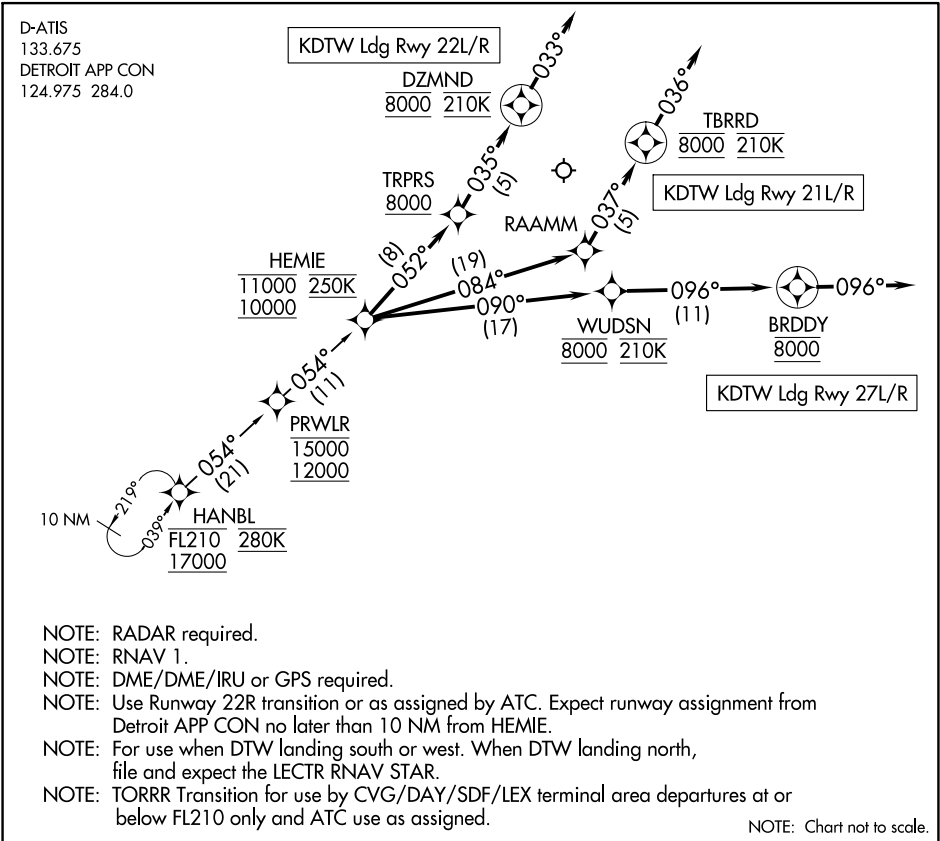 D-ATIS
133.675
DETROIT APP CON
124.975 284.0
KDTW Ldg Rwy 22L/R
033°
DZMND
8000 210K
036°
TBRRD
8000 210K
035°
(5)
TRPRS
8000
KDTW Ldg Rwy 21L/R
037°
(5)
RAAMM
HEMIE
11000 250K
10000
(8)
052°
(19)
084°
090°
(17)
096°
(11)
096°
WUDSN
8000 210K
BRDDY
8000
KDTW Ldg Rwy 27L/R
054°
(11)
PRWLR
15000
12000
054°
(21)
219°
039°
10 NM
HANBL
FL210 280K
17000
NOTE: RADAR required.
NOTE: RNAV 1.
NOTE: DME/DME/IRU or GPS required.
NOTE: Use Runway 22R transition or as assigned by ATC. Expect runway assignment from
Detroit APP CON no later than 10 NM from HEMIE.
NOTE: For use when DTW landing south or west. When DTW landing north,
file and expect the LECTR RNAV STAR.
NOTE: TORRR Transition for use by CVG/DAY/SDF/LEX terminal area departures at or
below FL210 only and ATC use as assigned.
NOTE: Chart not to scale.